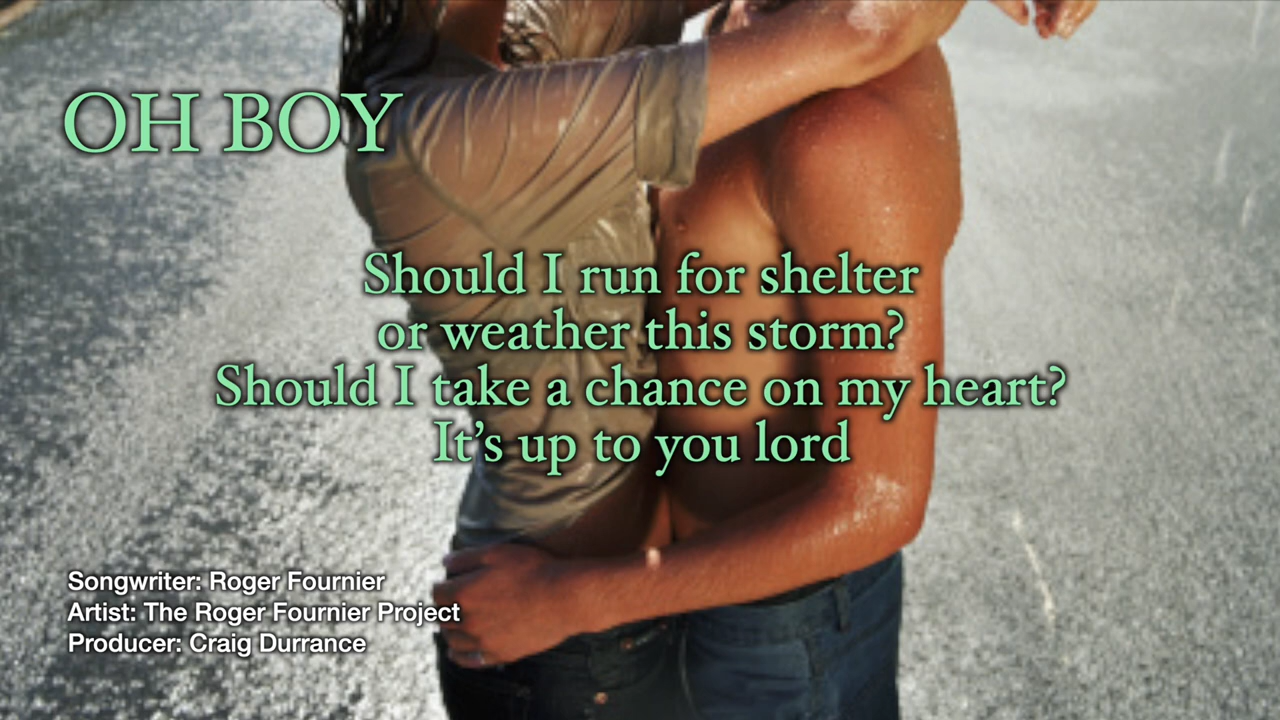 OH BOY
Should I run for shelter
or weather this storm?
Should I take a chance on my heart?
It’s up to you lord
Songwriter: Roger Fournier
Artist: The Roger Fournier Project
Producer: Craig Durrance